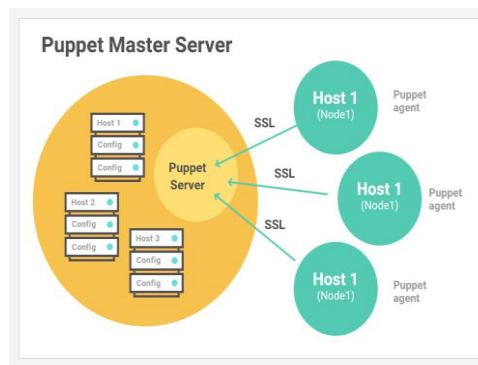 Puppet Master Server
Host 1
Config
Config
Host 2
Config
Config
Host 3
Config
Config
Puppet
Server
SSL
SSL
SSL
Host 1
(Node1)
Puppet
agent
Host 1
(Node1)
Puppet
agent
Host 1
(Node1)
Puppet
agent